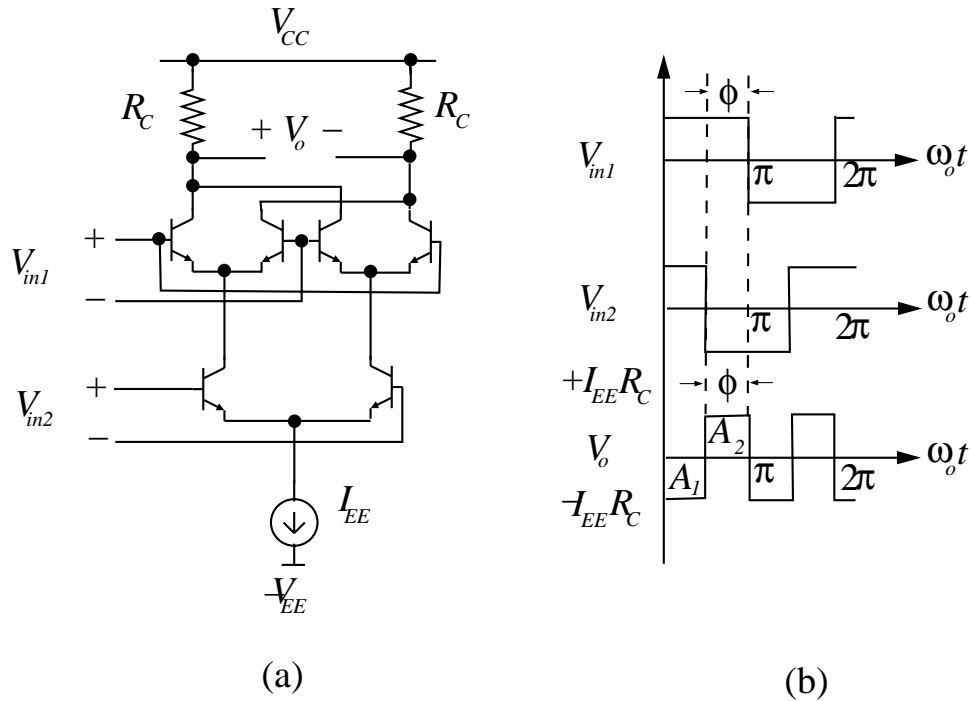 V_CC
R_C
R_C
+ V_o −
+
V_in1
−
+
V_in2
−
I_EE
−V_EE
(a)
ϕ
V_in1
π
2π
ω_o t
V_in2
π
2π
ω_o t
+I_EE R_C
ϕ
V_o
A_1
A_2
π
2π
ω_o t
−I_EE R_C
(b)